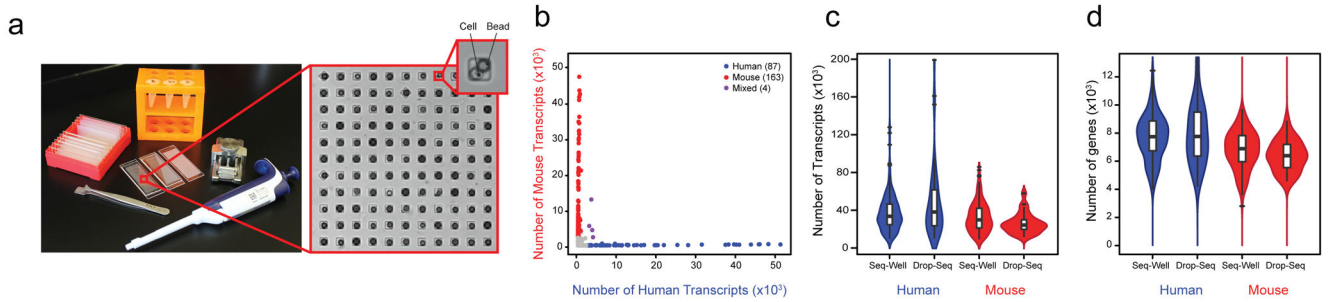 a
Cell Bead
b
Number of Mouse Transcripts (x10³)
50
40
30
20
10
0
Human (87)
Mouse (163)
Mixed (4)
0 10 20 30 40 50
Number of Human Transcripts (x10³)
c
Number of Transcripts (x10³)
200
160
120
80
40
0
Seq-Well Drop-Seq Seq-Well Drop-Seq
Human Mouse
d
Number of genes (x10³)
12
10
8
6
4
2
0
Seq-Well Drop-Seq Seq-Well Drop-Seq
Human Mouse